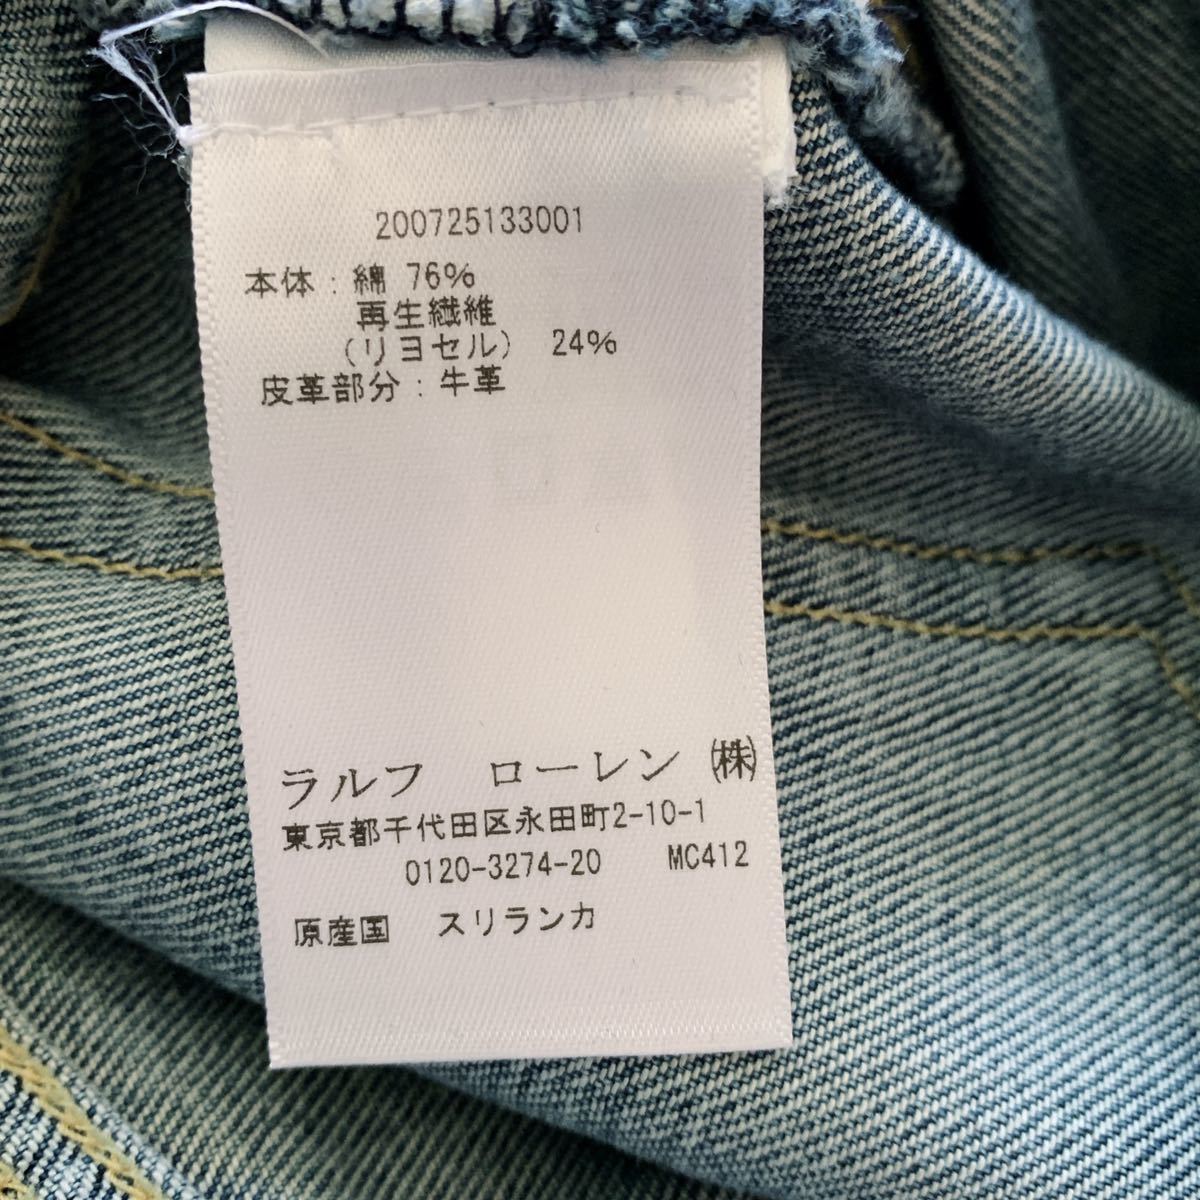 200725133001
本体：綿 76%
再生繊維
（リヨセル） 24%
皮革部分：牛革
ラルフ ローレン ㈱
東京都千代田区永田町2-10-1
0120-3274-20 MC412
原産国 スリランカ